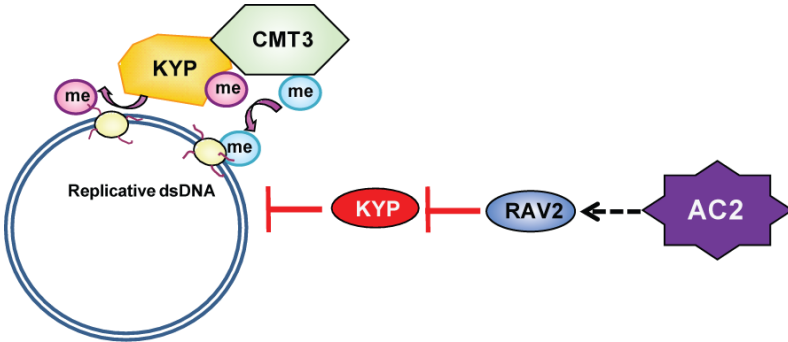 CMT3
KYP
me
me
me
me
Replicative dsDNA
KYP
RAV2
AC2